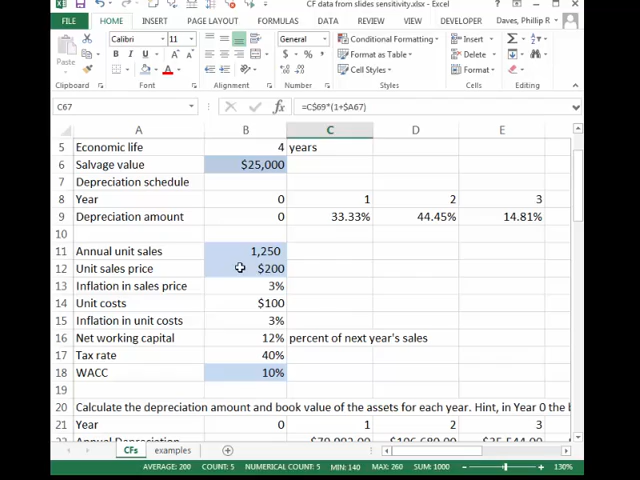 CF data from slides sensitivity.xlsx - Excel
FILE HOME INSERT PAGE LAYOUT FORMULAS DATA REVIEW VIEW DEVELOPER Daves, Phillip R
Calibri 11 General Conditional Formatting Insert
Paste B I U $ % , Format as Table Delete
Cell Styles Format
Clipboard Font Alignment Number Styles Cells Editing
C67 fx =C$69*(1+$A67)
A B C D E
5 Economic life 4 years
6 Salvage value $25,000
7 Depreciation schedule
8 Year 0 1 2 3
9 Depreciation amount 0 33.33% 44.45% 14.81%
10
11 Annual unit sales 1,250
12 Unit sales price $200
13 Inflation in sales price 3%
14 Unit costs $100
15 Inflation in unit costs 3%
16 Net working capital 12% percent of next year's sales
17 Tax rate 40%
18 WACC 10%
19
20 Calculate the depreciation amount and book value of the assets for each year. Hint, in Year 0 the b
21 Year 0 1 2 3
CFs examples
AVERAGE: 200 COUNT: 5 NUMERICAL COUNT: 5 MIN: 140 MAX: 260 SUM: 1000 130%